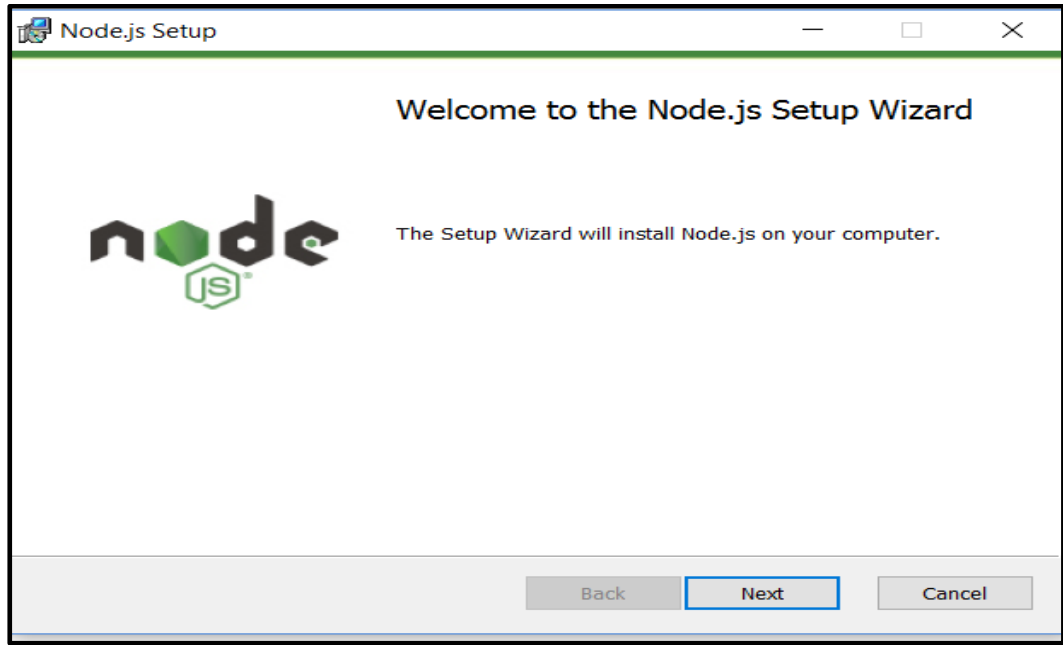 Node.js Setup
Welcome to the Node.js Setup Wizard
node
JS®
The Setup Wizard will install Node.js on your computer.
Back Next Cancel